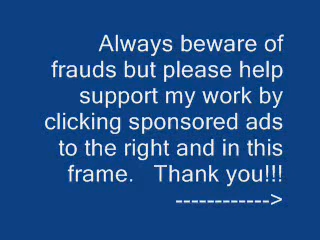 Always beware of
frauds but please help
support my work by
clicking sponsored ads
to the right and in this
frame.   Thank you!!!
------------>